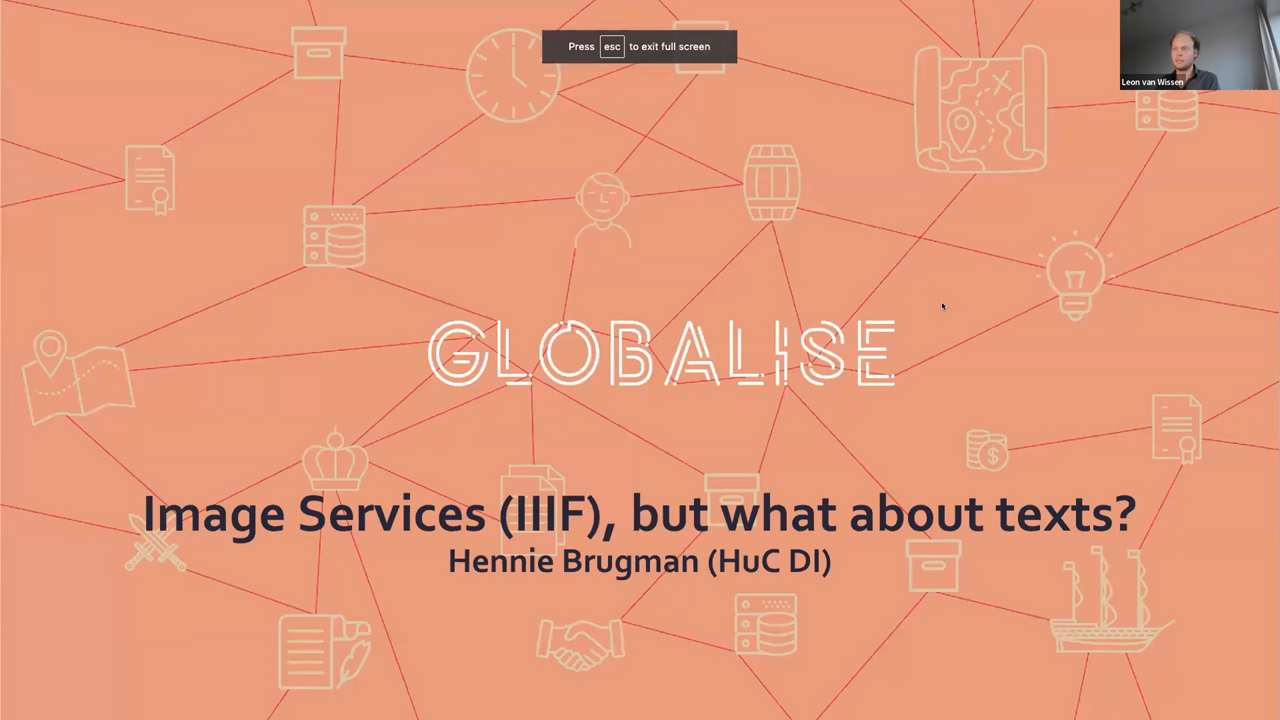 Press esc to exit full screen
Leon van Wissen
GLOBALISE
Image Services (IIIF), but what about texts?
Hennie Brugman (HuC DI)